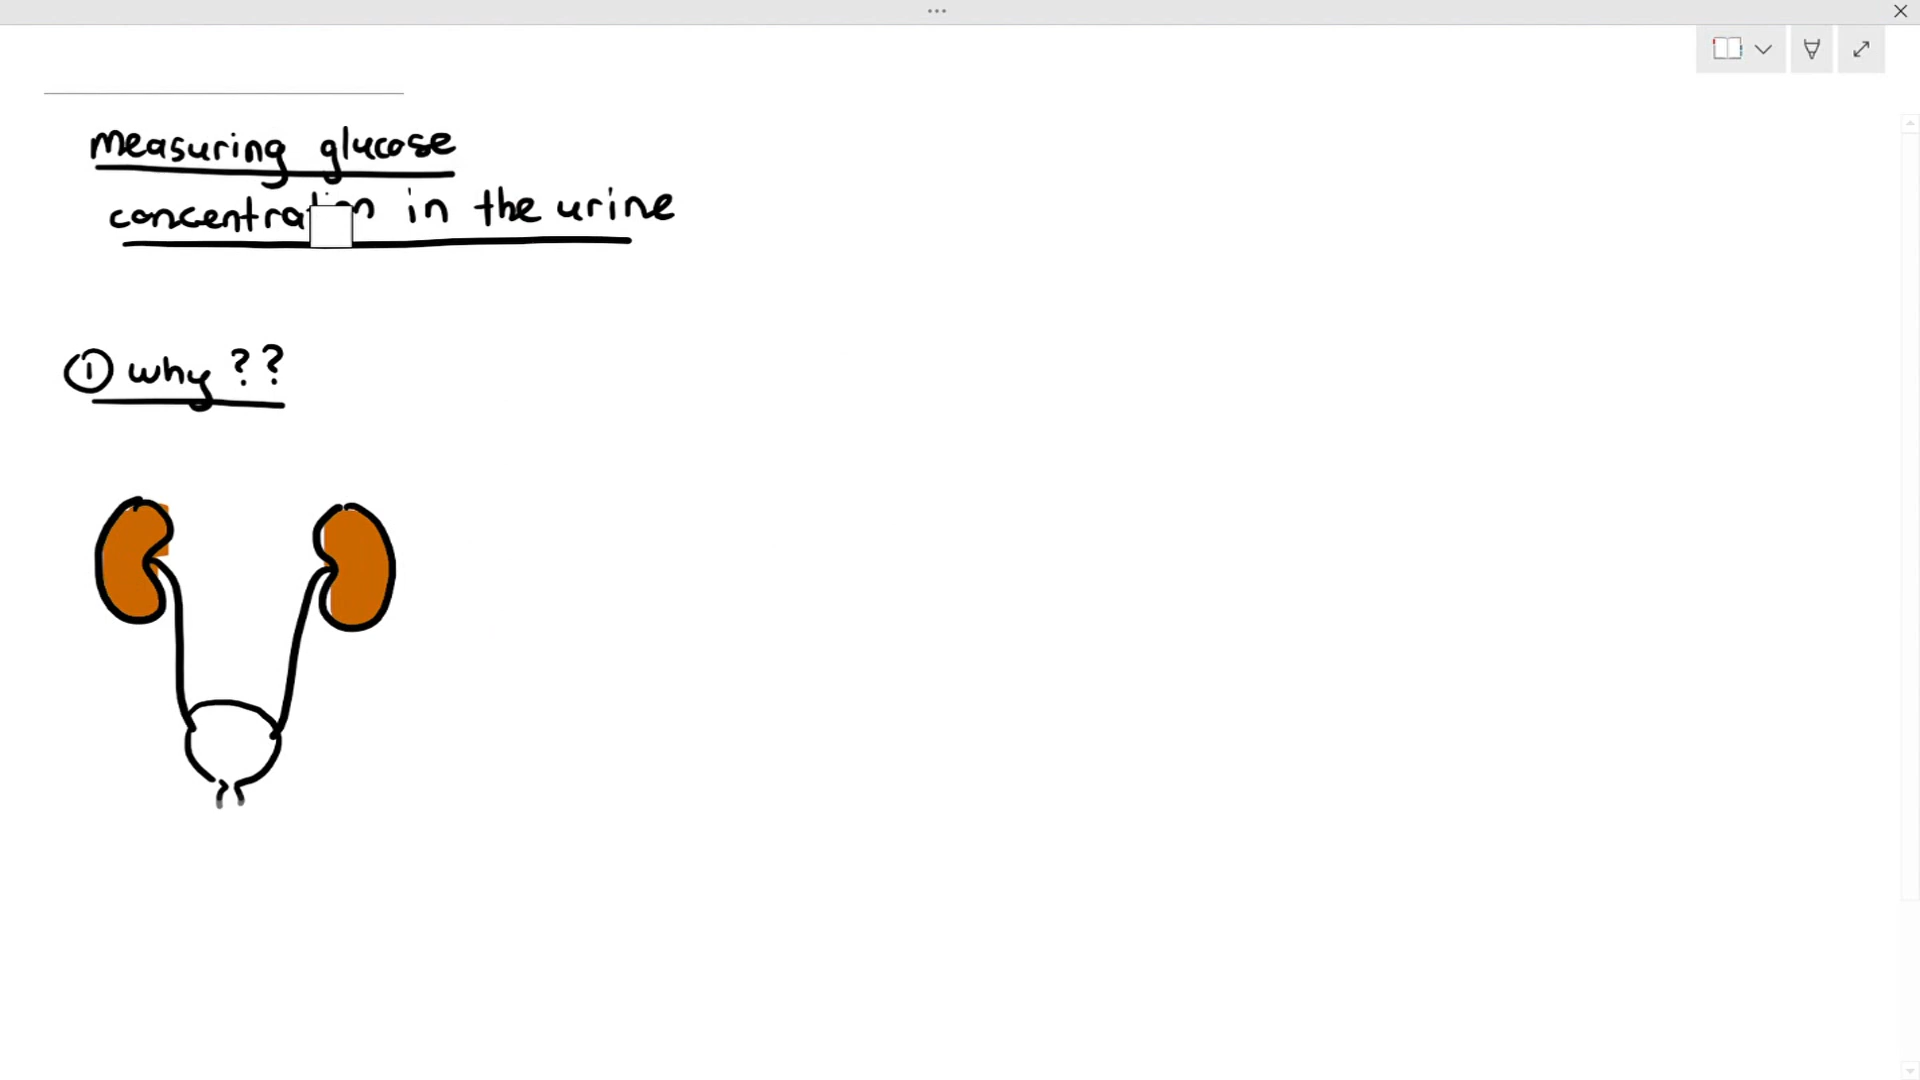 measuring glucose
concentration in the urine
① why ??